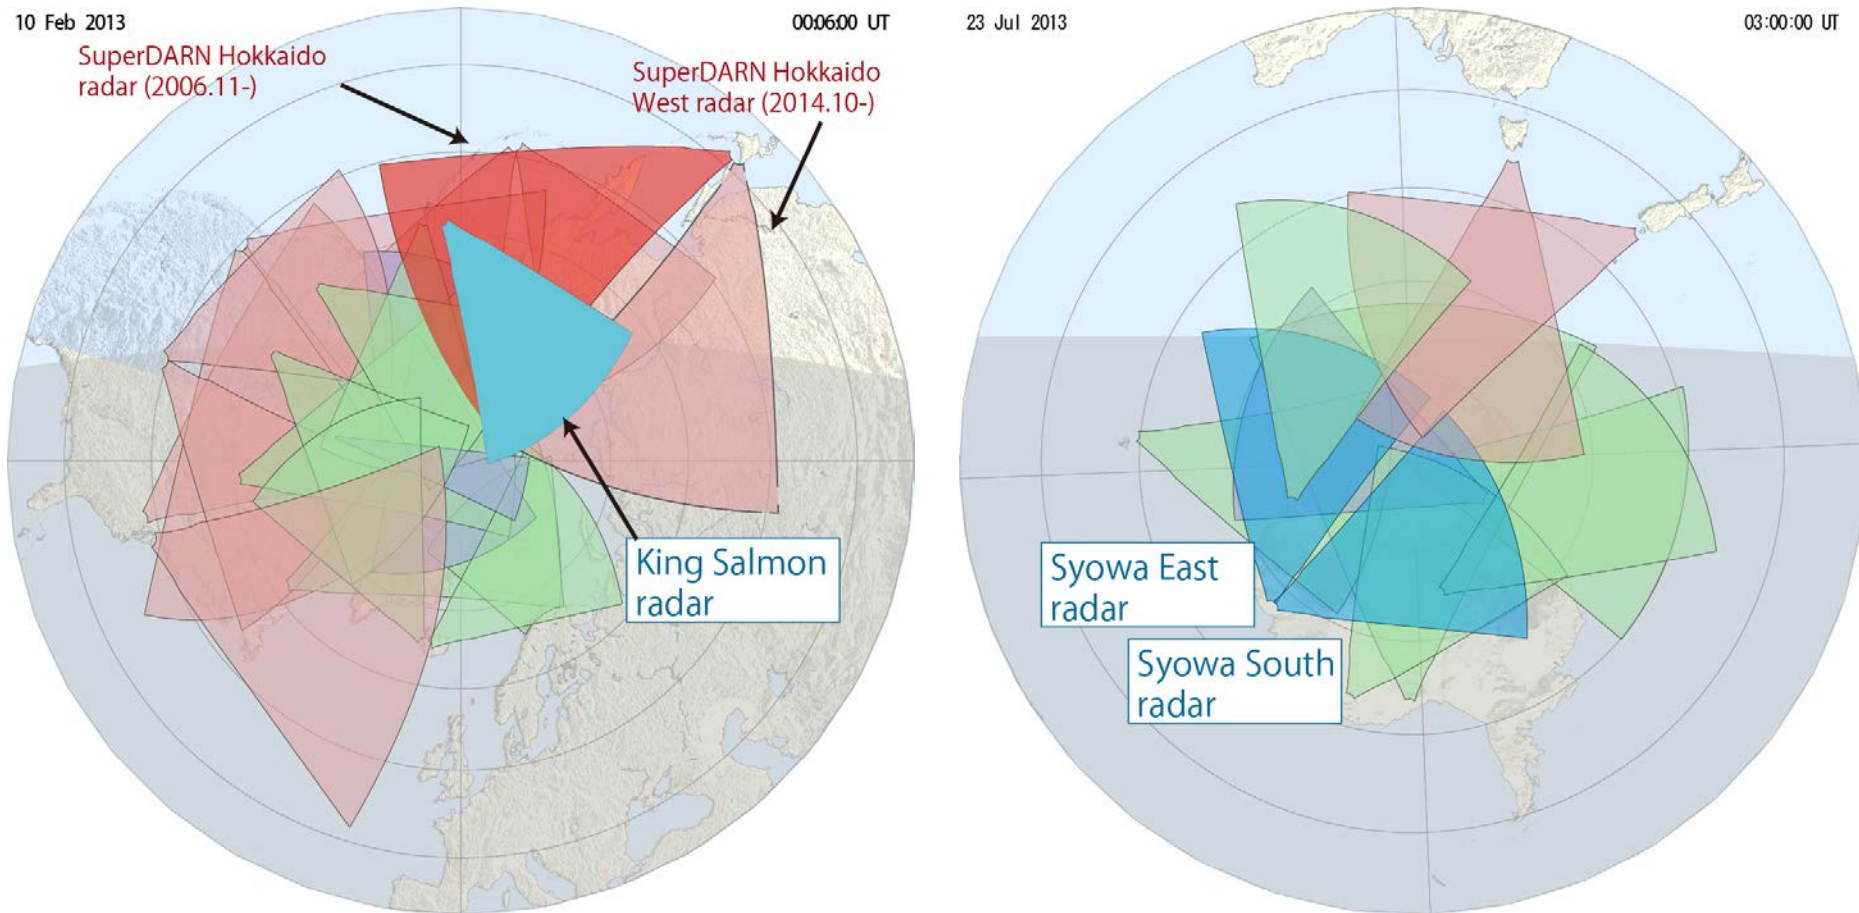 10 Feb 2013
00:06:00 UT
SuperDARN Hokkaido
radar (2006.11-)
SuperDARN Hokkaido
West radar (2014.10-)
King Salmon
radar
23 Jul 2013
03:00:00 UT
Syowa East
radar
Syowa South
radar